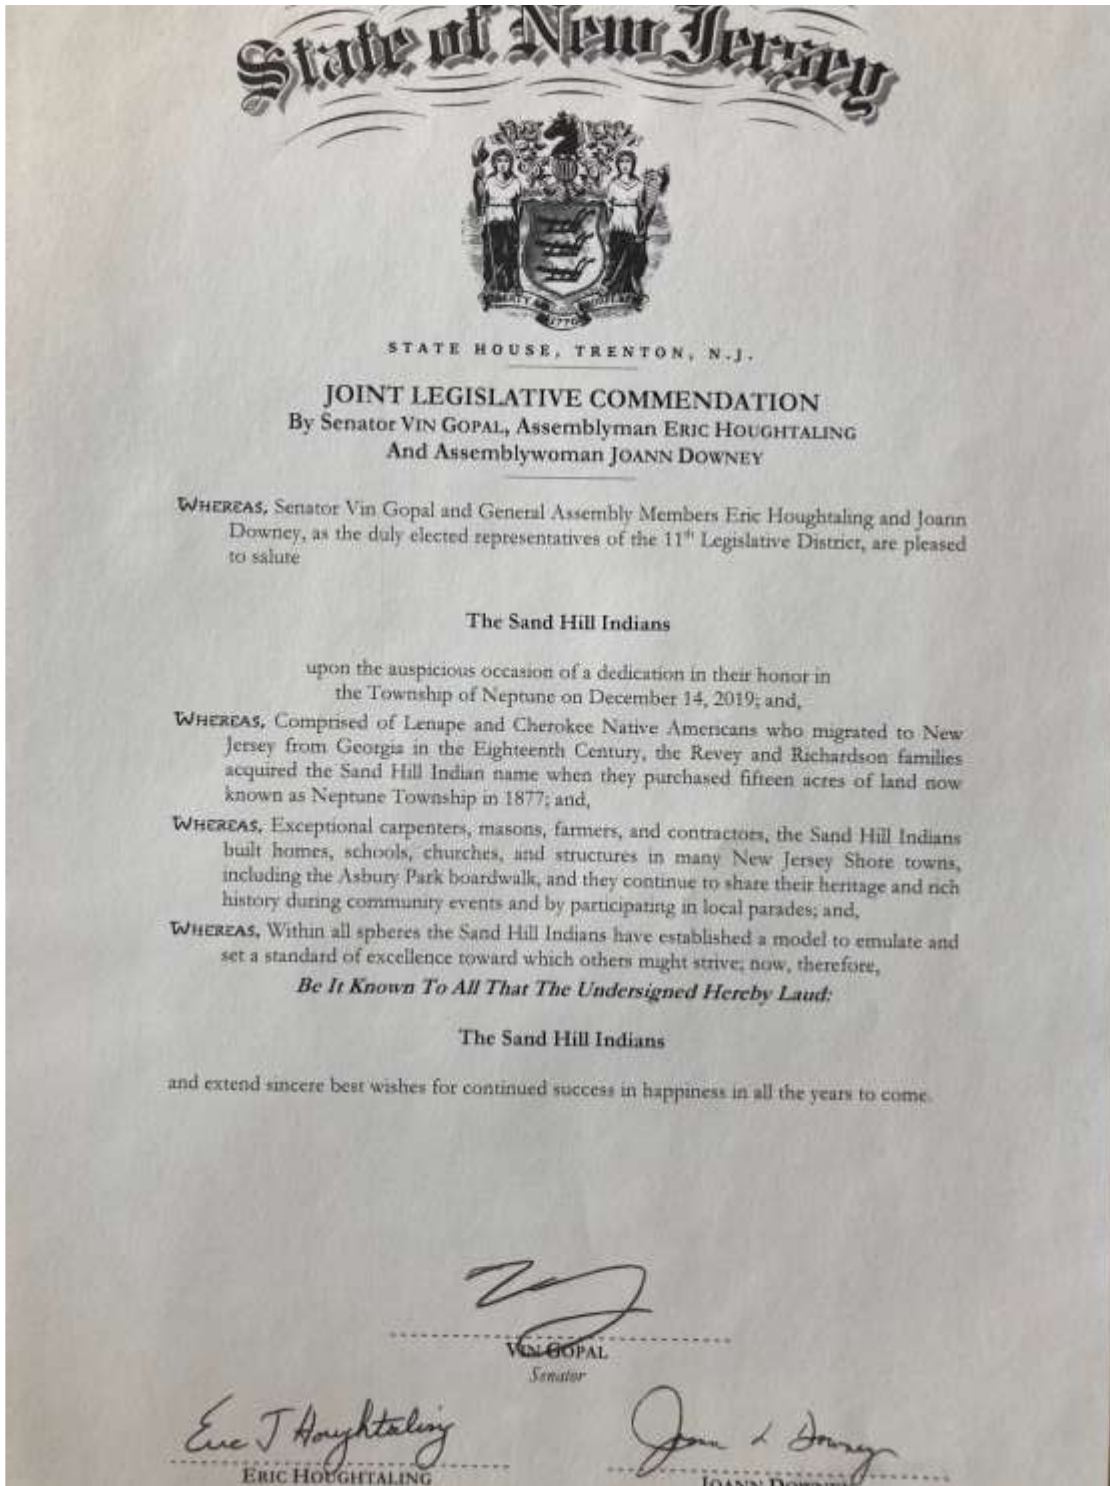 State of New Jersey
1776
STATE HOUSE, TRENTON, N.J.
JOINT LEGISLATIVE COMMENDATION
By Senator VIN GOPAL, Assemblyman ERIC HOUGHTALING
And Assemblywoman JOANN DOWNEY
WHEREAS, Senator Vin Gopal and General Assembly Members Eric Houghtaling and Joann
Downey, as the duly elected representatives of the 11th Legislative District, are pleased
to salute
The Sand Hill Indians
upon the auspicious occasion of a dedication in their honor in
the Township of Neptune on December 14, 2019; and,
WHEREAS, Comprised of Lenape and Cherokee Native Americans who migrated to New
Jersey from Georgia in the Eighteenth Century, the Revey and Richardson families
acquired the Sand Hill Indian name when they purchased fifteen acres of land now
known as Neptune Township in 1877; and,
WHEREAS, Exceptional carpenters, masons, farmers, and contractors, the Sand Hill Indians
built homes, schools, churches, and structures in many New Jersey Shore towns,
including the Asbury Park boardwalk, and they continue to share their heritage and rich
history during community events and by participating in local parades; and,
WHEREAS, Within all spheres the Sand Hill Indians have established a model to emulate and
set a standard of excellence toward which others might strive; now, therefore,
Be It Known To All That The Undersigned Hereby Laud:
The Sand Hill Indians
and extend sincere best wishes for continued success in happiness in all the years to come.
VIN GOPAL
Senator
Eric J Houghtaling
Joann L Downey
ERIC HOUGHTALING
JOANN DOWNEY